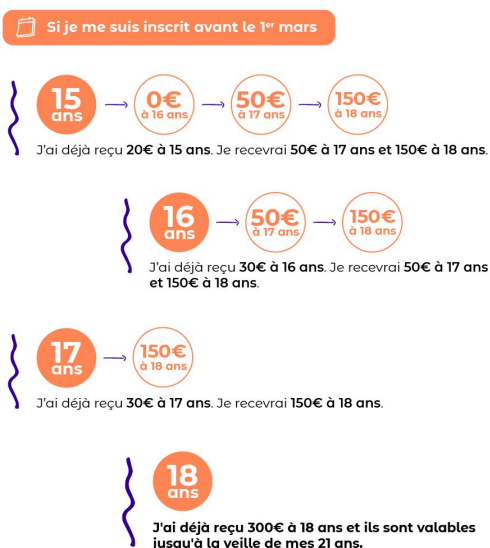 Si je me suis inscrit avant le 1er mars
15 ans
0€ à 16 ans
50€ à 17 ans
150€ à 18 ans
J'ai déjà reçu 20€ à 15 ans. Je recevrai 50€ à 17 ans et 150€ à 18 ans.
16 ans
50€ à 17 ans
150€ à 18 ans
J'ai déjà reçu 30€ à 16 ans. Je recevrai 50€ à 17 ans
et 150€ à 18 ans.
17 ans
150€ à 18 ans
J'ai déjà reçu 30€ à 17 ans. Je recevrai 150€ à 18 ans.
18 ans
J'ai déjà reçu 300€ à 18 ans et ils sont valables
jusqu'à la veille de mes 21 ans.